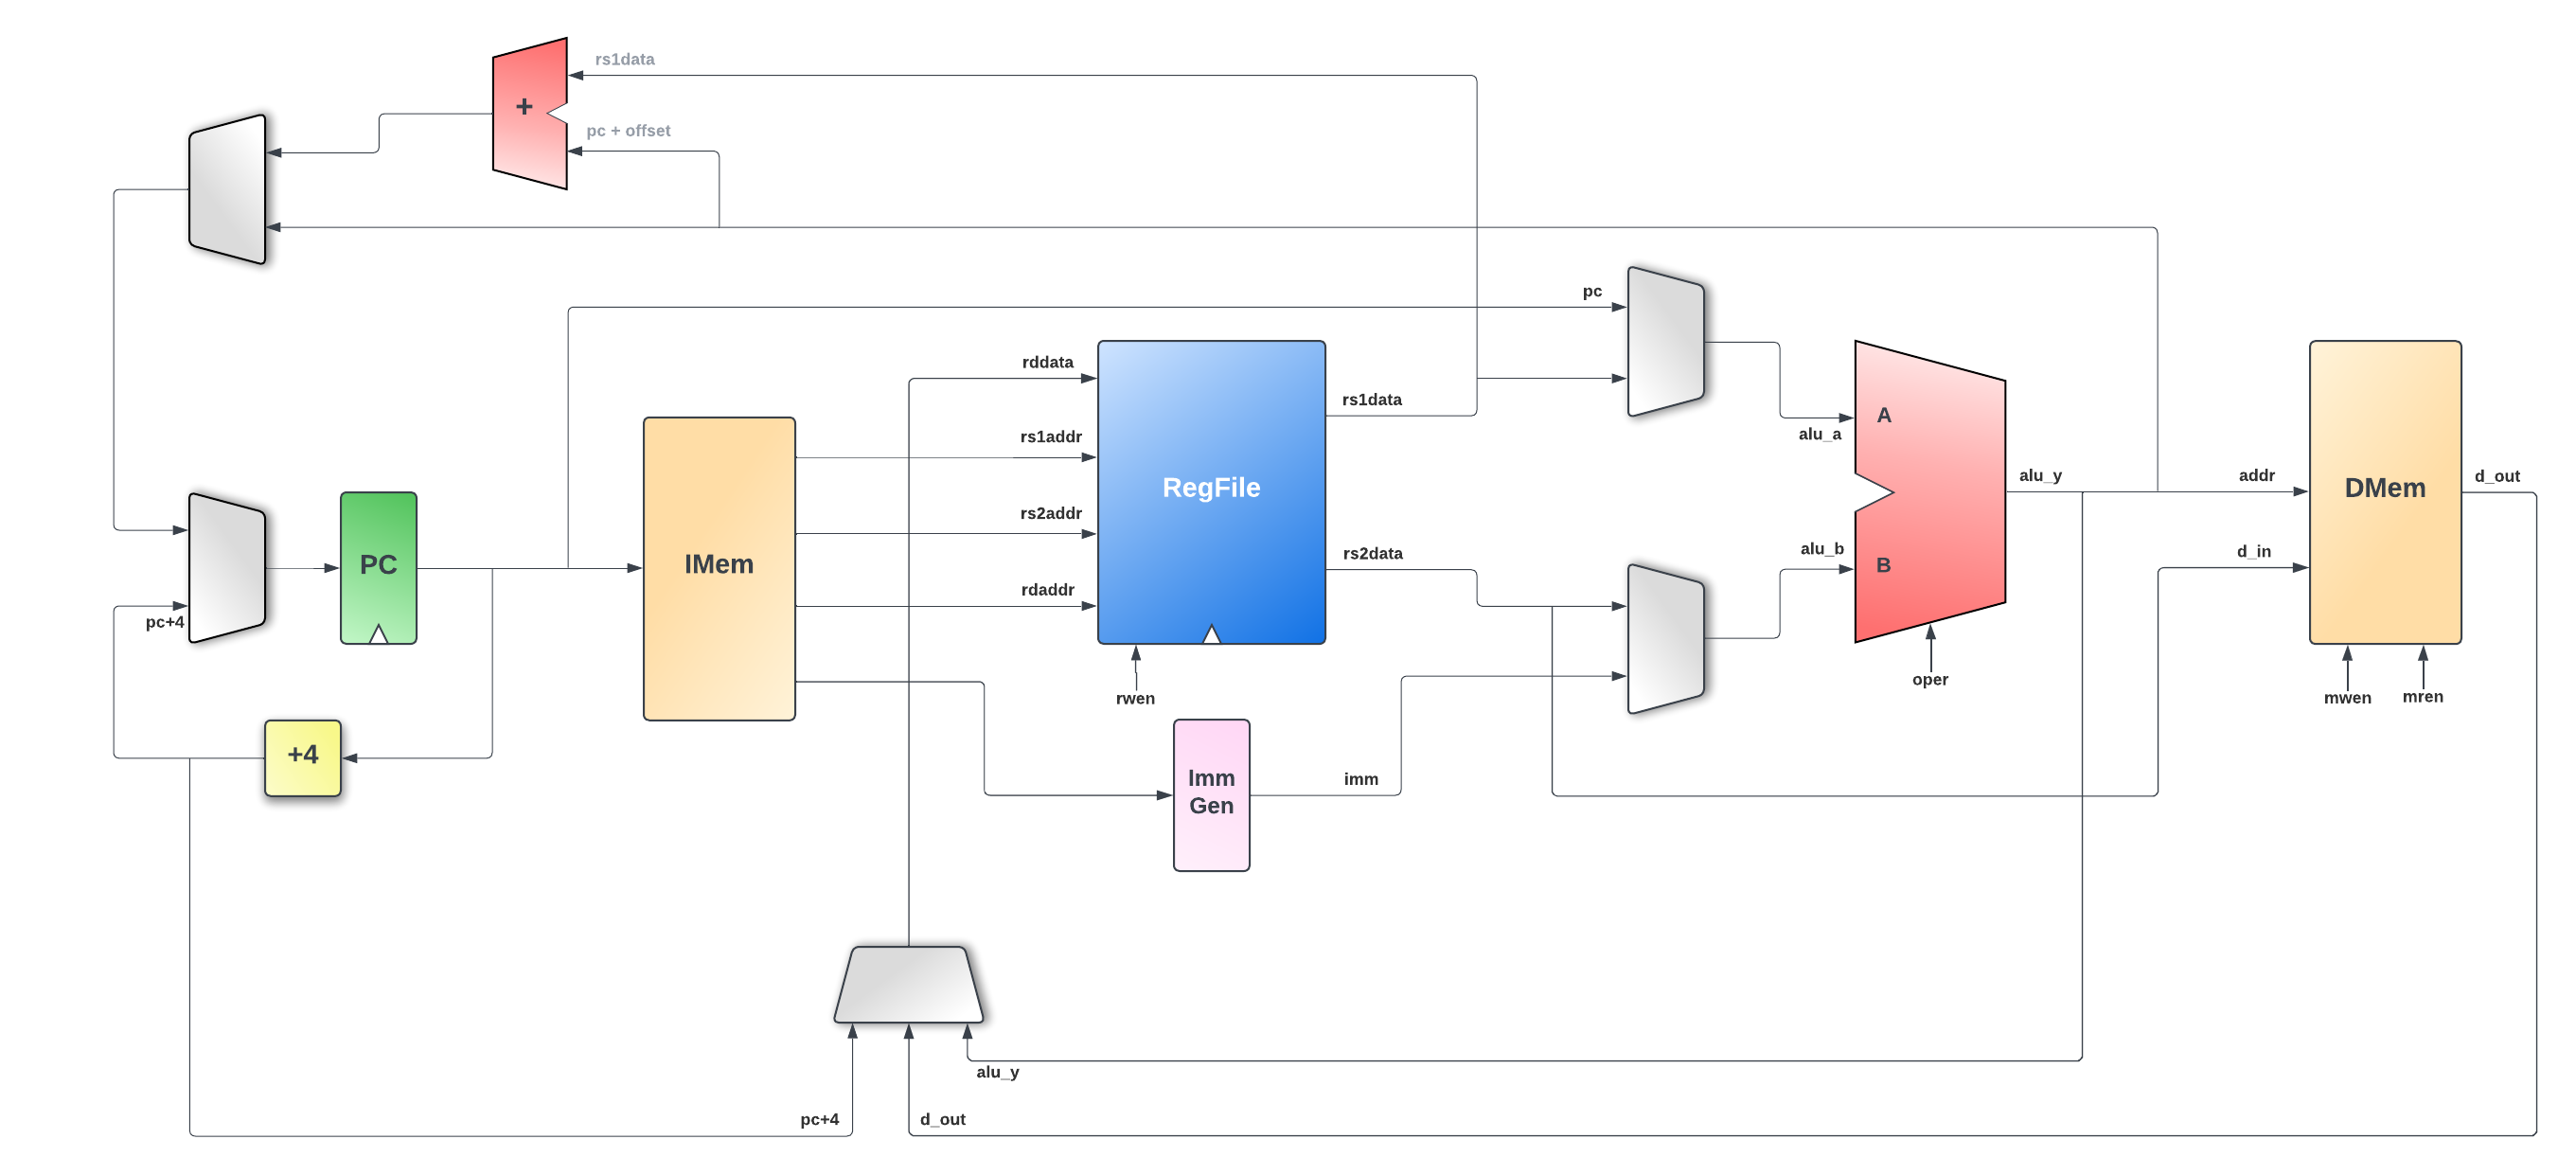 rs1data
+
pc + offset
pc
rddata
rs1data
rs1addr
A
alu_a
RegFile
alu_y
addr
DMem
d_out
rs2addr
rs2data
alu_b
d_in
PC
IMem
B
rdaddr
pc+4
oper
rwen
mwen
mren
+4
Imm
Gen
imm
alu_y
pc+4
d_out